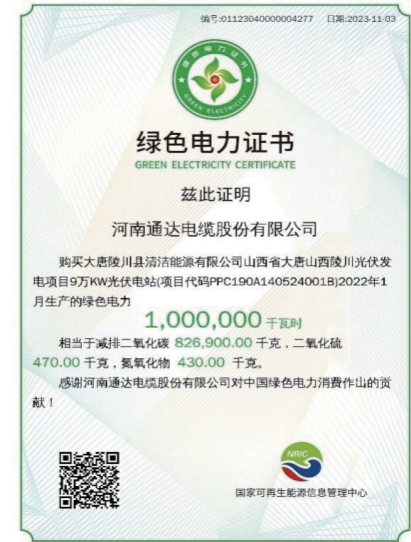 编号:01123040000004277 日期:2023-11-03
绿色电力证书
GREEN ELECTRICITY
绿色电力证书
GREEN ELECTRICITY CERTIFICATE
兹此证明
河南通达电缆股份有限公司
购买大唐陵川县清洁能源有限公司山西省大唐山西陵川光伏发
电项目9万KW光伏电站(项目代码PPC190A140524001B)2022年1
月生产的绿色电力
1,000,000 千瓦时
相当于减排二氧化碳 826,900.00 千克，二氧化硫
470.00 千克，氮氧化物 430.00 千克。
感谢河南通达电缆股份有限公司对中国绿色电力消费作出的贡
献！
NRIC
国家可再生能源信息管理中心